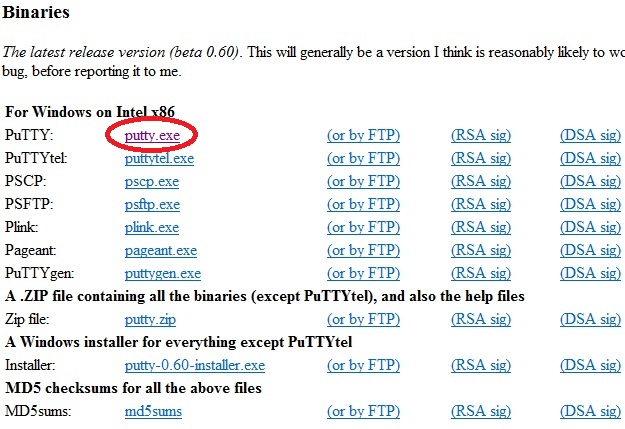 Binaries
The latest release version (beta 0.60). This will generally be a version I think is reasonably likely to
bug, before reporting it to me.
For Windows on Intel x86
PuTTY: putty.exe (or by FTP) (RSA sig) (DSA sig)
PuTTYtel: puttytel.exe (or by FTP) (RSA sig) (DSA sig)
PSCP: pscp.exe (or by FTP) (RSA sig) (DSA sig)
PSFTP: psftp.exe (or by FTP) (RSA sig) (DSA sig)
Plink: plink.exe (or by FTP) (RSA sig) (DSA sig)
Pageant: pageant.exe (or by FTP) (RSA sig) (DSA sig)
PuTTYgen: puttygen.exe (or by FTP) (RSA sig) (DSA sig)
A .ZIP file containing all the binaries (except PuTTYtel), and also the help files
Zip file: putty.zip (or by FTP) (RSA sig) (DSA sig)
A Windows installer for everything except PuTTYtel
Installer: putty-0.60-installer.exe (or by FTP) (RSA sig) (DSA sig)
MD5 checksums for all the above files
MD5sums: md5sums (or by FTP) (RSA sig) (DSA sig)